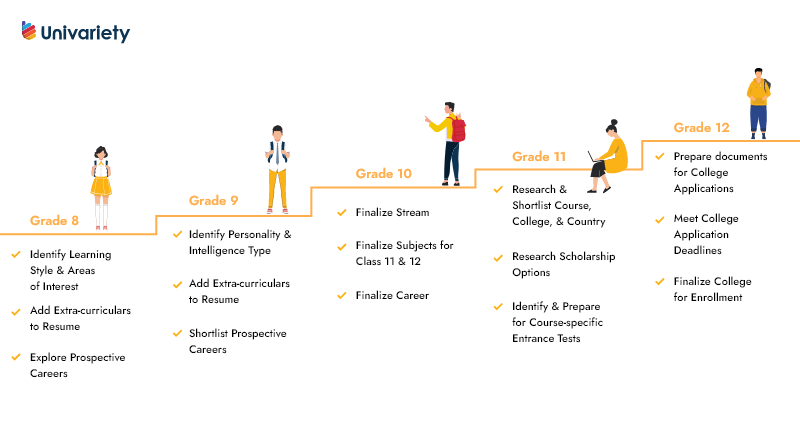 Univariety
Grade 8
Identify Learning
Style & Areas
of Interest
Add Extra-curriculars
to Resume
Explore Prospective
Careers
Grade 9
Identify Personality &
Intelligence Type
Add Extra-curriculars
to Resume
Shortlist Prospective
Careers
Grade 10
Finalize Stream
Finalize Subjects for
Class 11 & 12
Finalize Career
Grade 11
Research &
Shortlist Course,
College, & Country
Research Scholarship
Options
Identify & Prepare
for Course-specific
Entrance Tests
Grade 12
Prepare documents
for College
Applications
Meet College
Application
Deadlines
Finalize College
for Enrollment